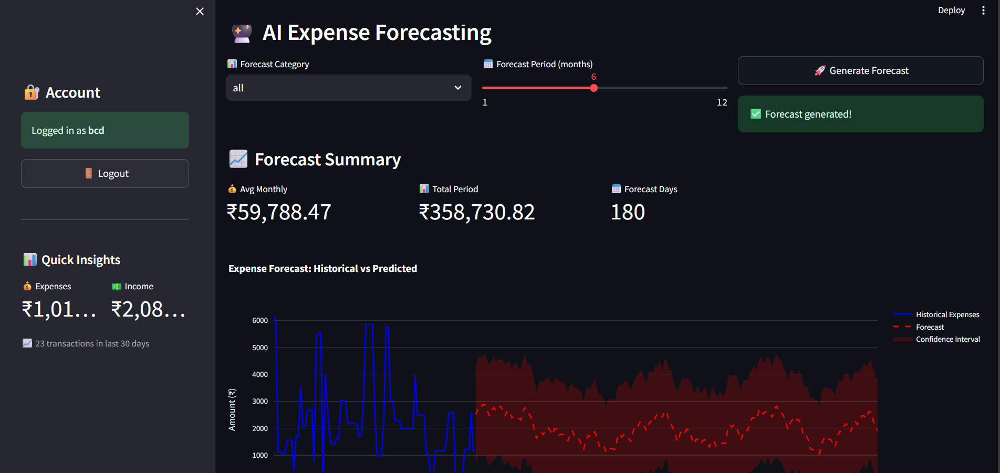 Deploy
Account
Logged in as bcd
Logout
Quick Insights
Expenses
Income
₹1,01...
₹2,08...
23 transactions in last 30 days
AI Expense Forecasting
Forecast Category
all
Forecast Period (months)
6
1
12
Generate Forecast
Forecast generated!
Forecast Summary
Avg Monthly
₹59,788.47
Total Period
₹358,730.82
Forecast Days
180
Expense Forecast: Historical vs Predicted
Amount (₹)
6000
5000
4000
3000
2000
1000
Historical Expenses
Forecast
Confidence Interval